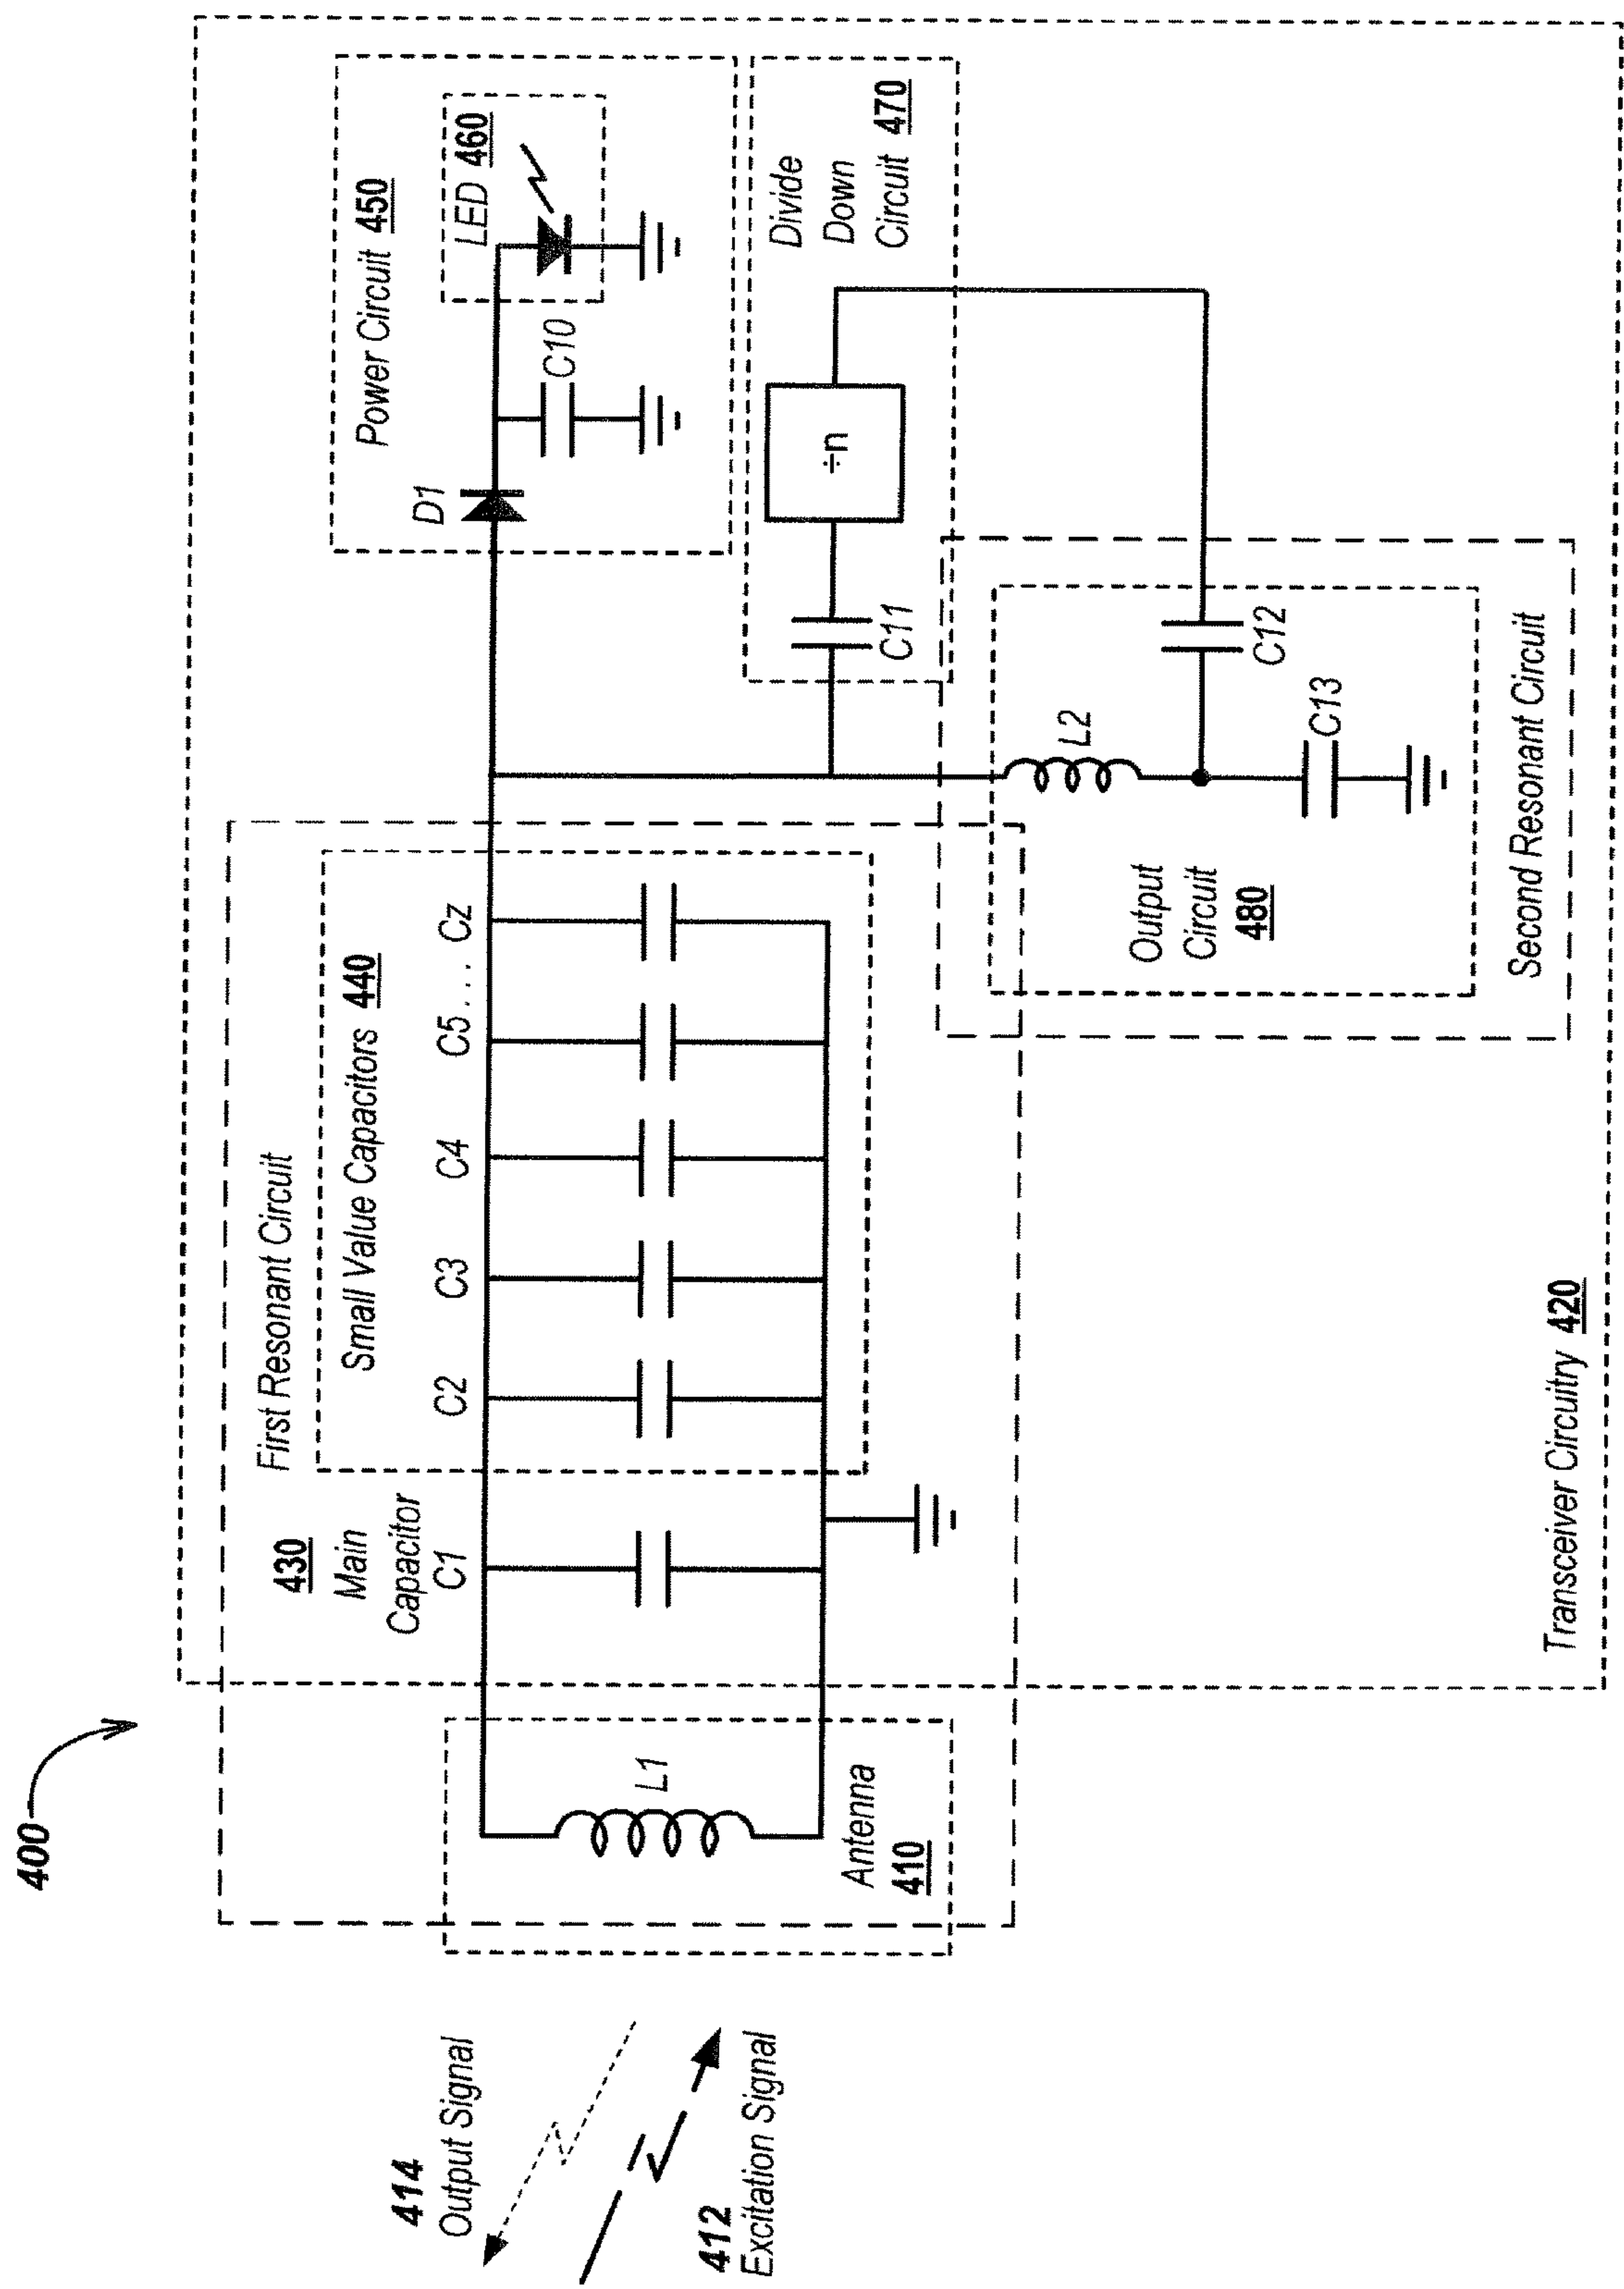 400
414
Output Signal
412
Excitation Signal
Antenna
410
L1
First Resonant Circuit
430
Main
Capacitor
C1
Small Value Capacitors 440
C2 C3 C4 C5 . . . Cz
Power Circuit 450
D1
C10
LED 460
Divide
Down
Circuit 470
÷n
C11
L2
C12
C13
Output
Circuit
480
Second Resonant Circuit
Transceiver Circuitry 420